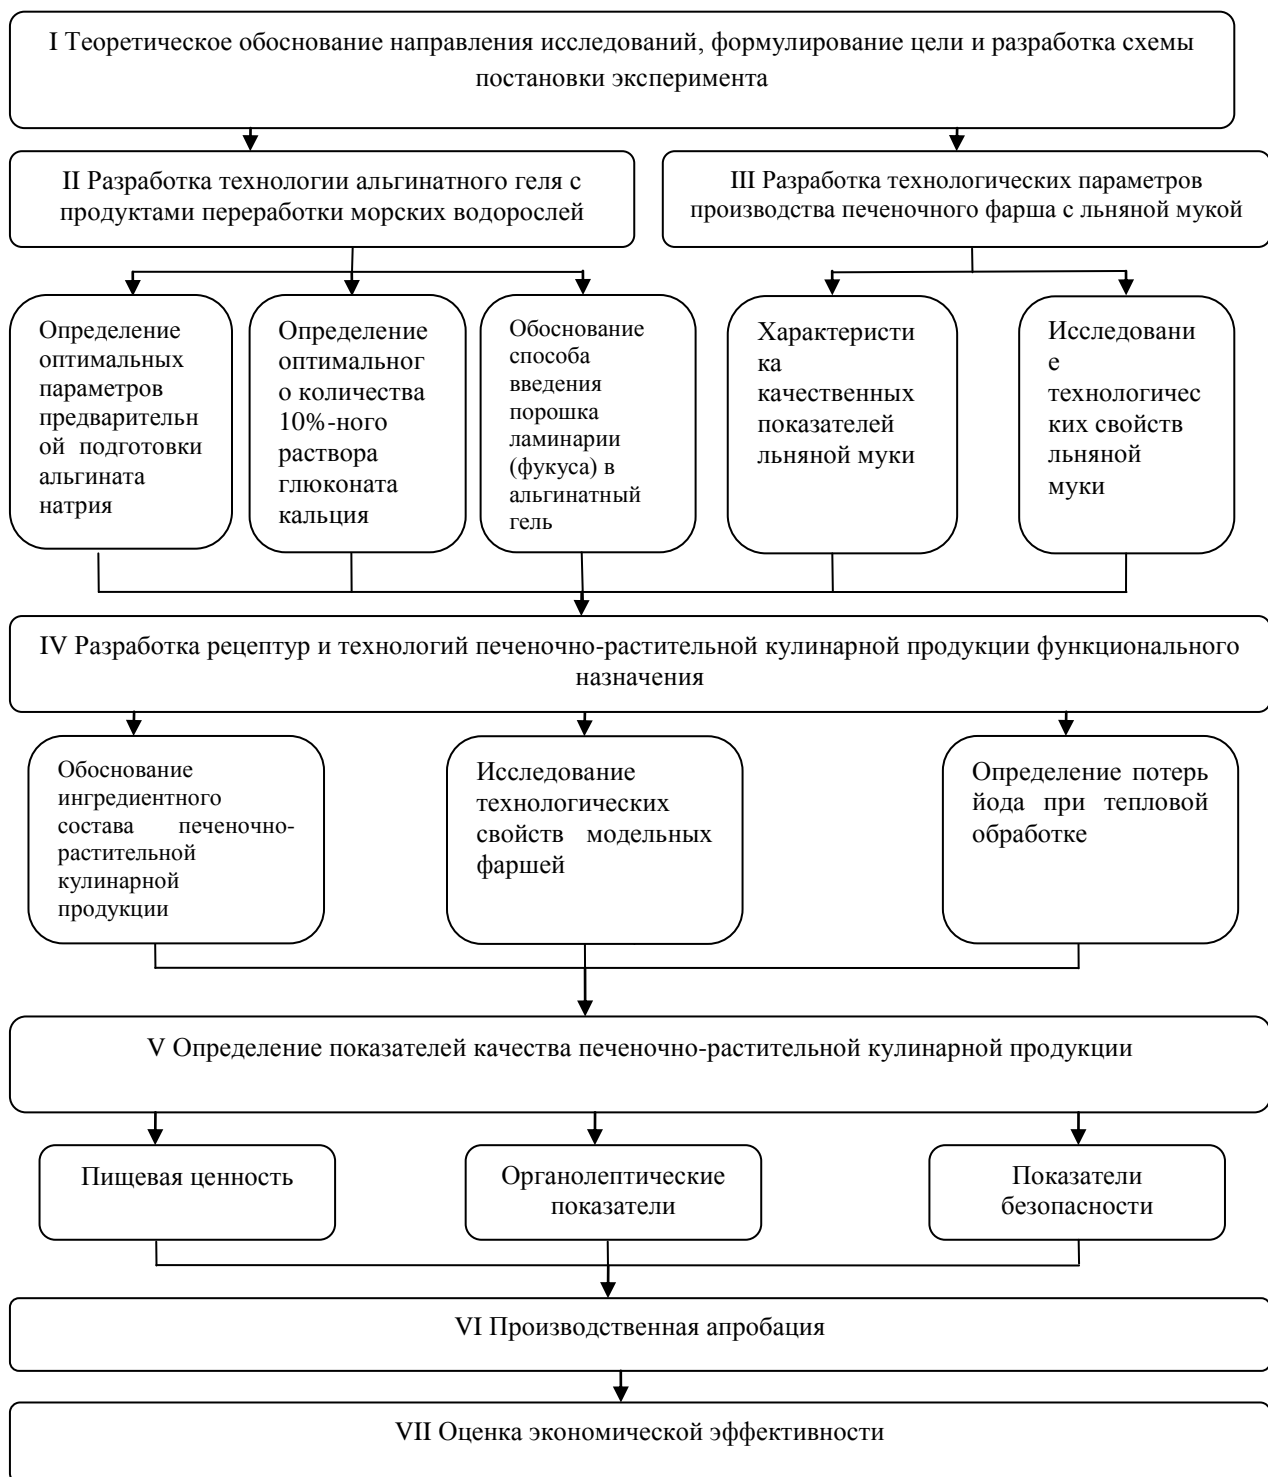 I Теоретическое обоснование направления исследований, формулирование цели и разработка схемы
постановки эксперимента
II Разработка технологии альгинатного геля с
продуктами переработки морских водорослей
III Разработка технологических параметров
производства печеночного фарша с льняной мукой
Определение
оптимальных
параметров
предварительн
ой подготовки
альгината
натрия
Определение
оптимальног
о количества
10%-ного
раствора
глюконата
кальция
Обоснование
способа
введения
порошка
ламинарии
(фукуса) в
альгинатный
гель
Характеристи
ка
качественных
показателей
льняной муки
Исследовани
е
технологичес
ких свойств
льняной
муки
IV Разработка рецептур и технологий печеночно-растительной кулинарной продукции функционального
назначения
Обоснование
ингредиентного
состава печеночно-
растительной
кулинарной
продукции
Исследование
технологических
свойств модельных
фаршей
Определение потерь
йода при тепловой
обработке
V Определение показателей качества печеночно-растительной кулинарной продукции
Пищевая ценность
Органолептические
показатели
Показатели
безопасности
VI Производственная апробация
VII Оценка экономической эффективности